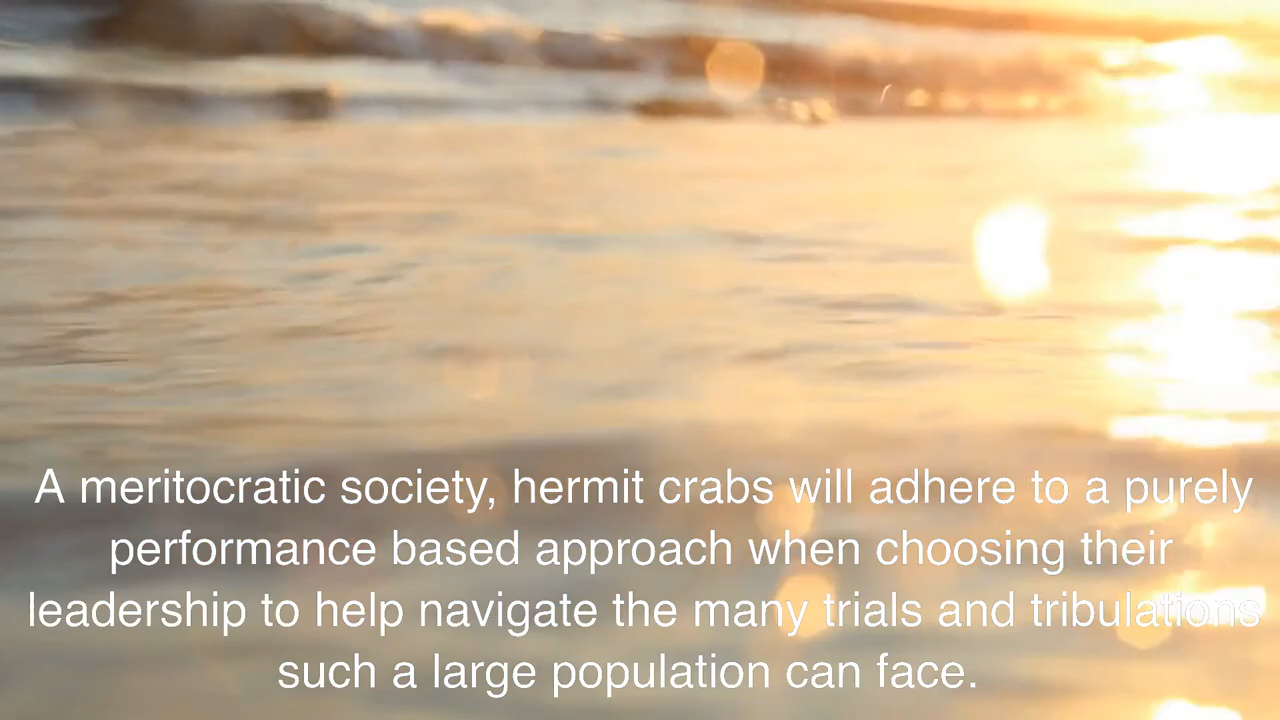 A meritocratic society, hermit crabs will adhere to a purely
performance based approach when choosing their
leadership to help navigate the many trials and tribulations
such a large population can face.